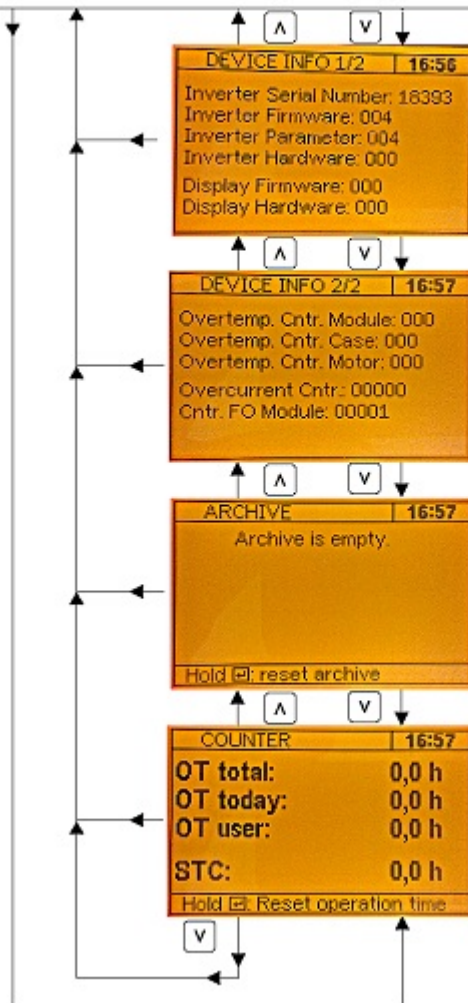 ∧ ∨
DEVICE INFO 1/2 16:56
Inverter Serial Number: 18393
Inverter Firmware: 004
Inverter Parameter: 004
Inverter Hardware: 000
Display Firmware: 000
Display Hardware: 000
∧ ∨
DEVICE INFO 2/2 16:57
Overtemp. Cntr. Module: 000
Overtemp. Cntr. Case: 000
Overtemp. Cntr. Motor: 000
Overcurrent Cntr.: 00000
Cntr. FO Module: 00001
∧ ∨
ARCHIVE 16:57
Archive is empty.
Hold ↵: reset archive
∧ ∨
COUNTER 16:57
OT total: 0,0 h
OT today: 0,0 h
OT user: 0,0 h
STC: 0,0 h
Hold ↵: Reset operation time
∨